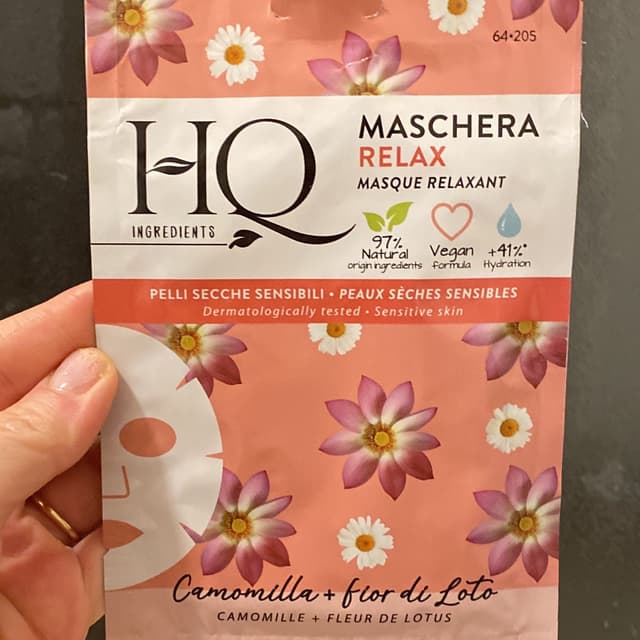 64•205
HQ
INGREDIENTS
MASCHERA
RELAX
MASQUE RELAXANT
97%
Natural
origin ingredients
Vegan
formula
+41%*
Hydration
PELLI SECCHE SENSIBILI • PEAUX SÈCHES SENSIBLES
Dermatologically tested • Sensitive skin
Camomilla + fior di Loto
CAMOMILLE + FLEUR DE LOTUS